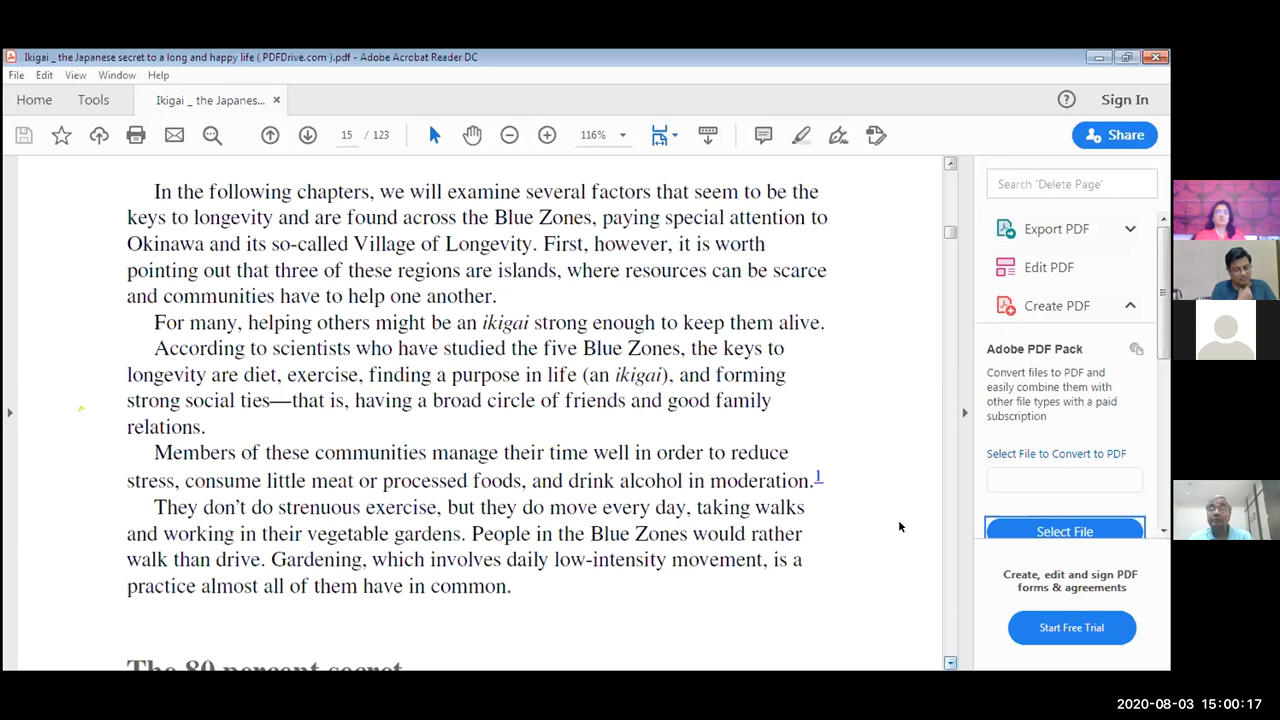 Ikigai _ the Japanese secret to a long and happy life ( PDFDrive.com ).pdf - Adobe Acrobat Reader DC
File Edit View Window Help
Home Tools Ikigai _ the Japanes... × Sign In
15 / 123 116% Share
In the following chapters, we will examine several factors that seem to be the
keys to longevity and are found across the Blue Zones, paying special attention to
Okinawa and its so-called Village of Longevity. First, however, it is worth
pointing out that three of these regions are islands, where resources can be scarce
and communities have to help one another.
For many, helping others might be an ikigai strong enough to keep them alive.
According to scientists who have studied the five Blue Zones, the keys to
longevity are diet, exercise, finding a purpose in life (an ikigai), and forming
strong social ties—that is, having a broad circle of friends and good family
relations.
Members of these communities manage their time well in order to reduce
stress, consume little meat or processed foods, and drink alcohol in moderation.1
They don’t do strenuous exercise, but they do move every day, taking walks
and working in their vegetable gardens. People in the Blue Zones would rather
walk than drive. Gardening, which involves daily low-intensity movement, is a
practice almost all of them have in common.
The 80 percent secret
Search 'Delete Page'
Export PDF
Edit PDF
Create PDF
Adobe PDF Pack
Convert files to PDF and
easily combine them with
other file types with a paid
subscription
Select File to Convert to PDF
Select File
Create, edit and sign PDF
forms & agreements
Start Free Trial
2020-08-03 15:00:17